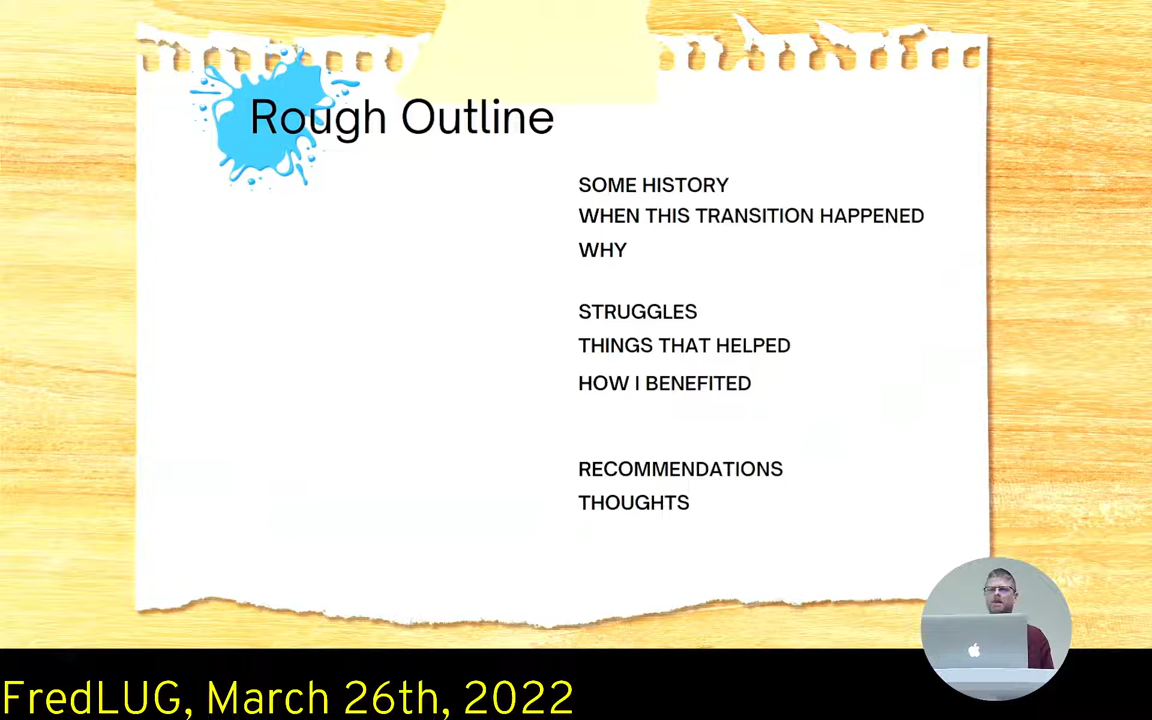 Rough Outline
SOME HISTORY
WHEN THIS TRANSITION HAPPENED
WHY
STRUGGLES
THINGS THAT HELPED
HOW I BENEFITED
RECOMMENDATIONS
THOUGHTS
FredLUG, March 26th, 2022